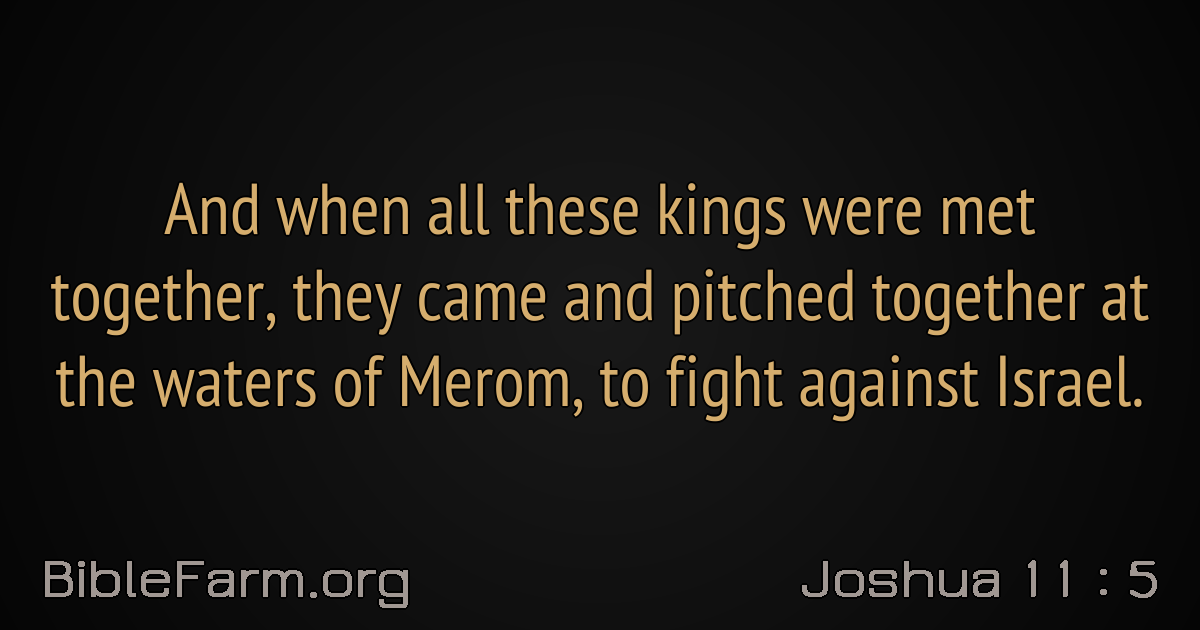 And when all these kings were met
together, they came and pitched together at
the waters of Merom, to fight against Israel.
BibleFarm.org
Joshua 11 : 5